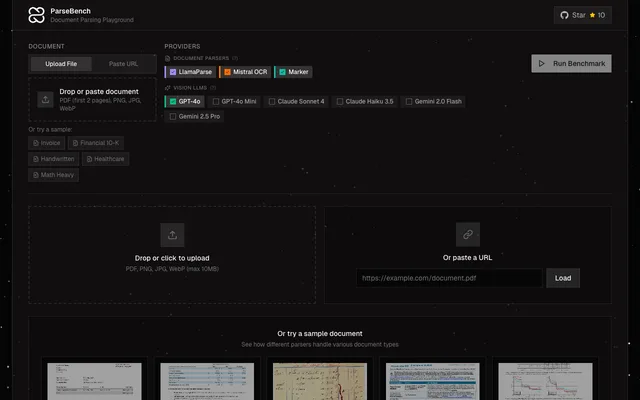 ParseBench
Document Parsing Playground
Star ★ 10
DOCUMENT
Upload File
Paste URL
Drop or paste document
PDF (first 2 pages), PNG, JPG,
WebP
Or try a sample:
Invoice
Financial 10-K
Handwritten
Healthcare
Math Heavy
PROVIDERS
DOCUMENT PARSERS
LlamaParse
Mistral OCR
Marker
VISION LLMS
GPT-4o
GPT-4o Mini
Claude Sonnet 4
Claude Haiku 3.5
Gemini 2.0 Flash
Gemini 2.5 Pro
Run Benchmark
Drop or click to upload
PDF, PNG, JPG, WebP (max 10MB)
Or paste a URL
https://example.com/document.pdf
Load
Or try a sample document
See how different parsers handle various document types